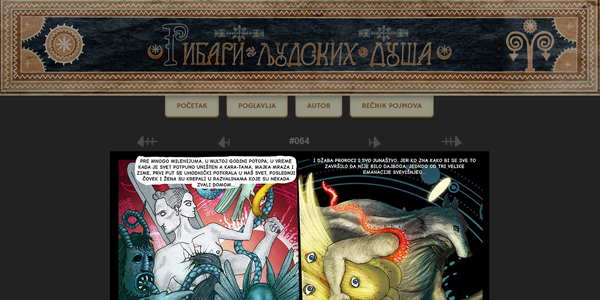 Рибари људских душа
POČETAK
POGLAVLJA
AUTOR
REČNIK POJMOVA
#064
PRE MNOGO MILENIJUMA, U NULTOJ GODINI POTOPA, U VREME
KADA JE SVET POTPUNO UNIŠTEN A KARA-TAMA, MAJKA MRAZA I
ZIME, PRVI PUT SE UHODNIČKI POTKRALA U NAŠ SVET, POSLEDNJI
ČOVEK I ŽENA SU KREPALI U RAZVALINAMA KOJE SU NEKADA
ZVALI DOMOM...
I DŽABA PROROCI I SVO JUNAŠTVO, JER KO ZNA KAKO BI SE SVE TO
ZAVRŠILO DA NIJE BILO DAJBOGA, JEDNOG OD TRI VELIKE
EMANACIJE SVEVIŠNJEG...